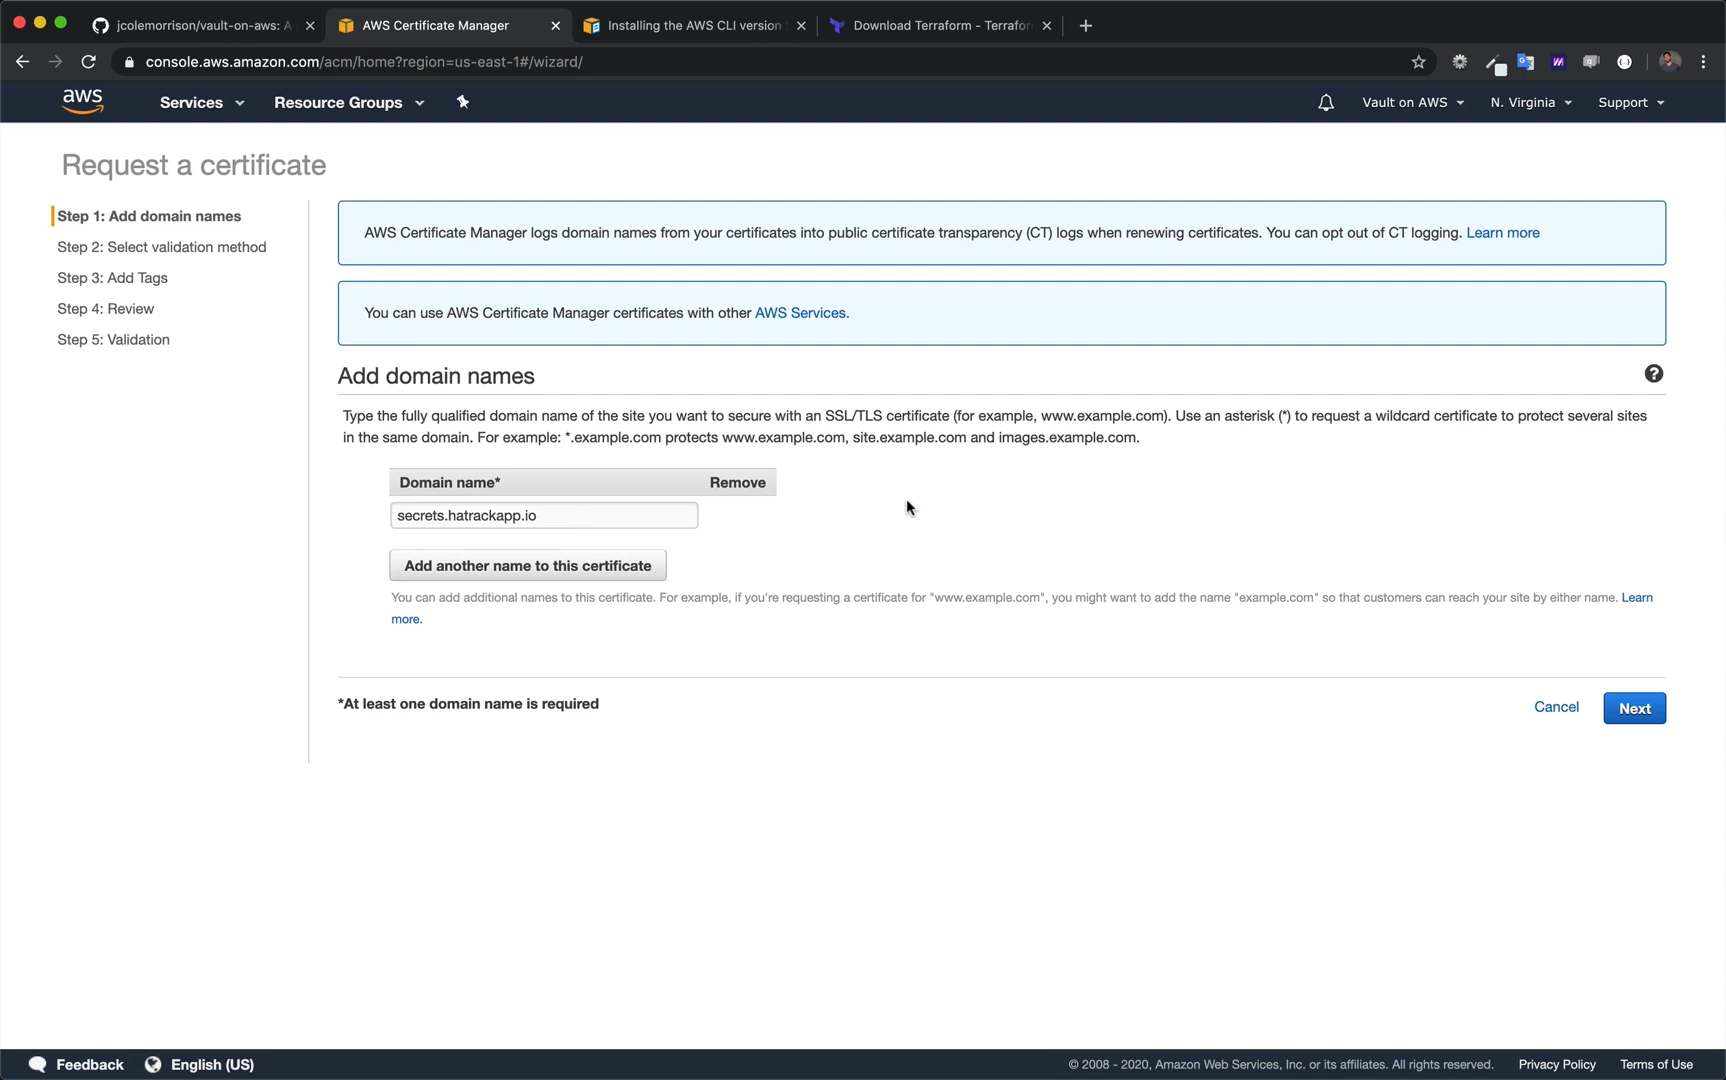 jcolemorrison/vault-on-aws: A
AWS Certificate Manager
Installing the AWS CLI version
Download Terraform - Terrafor
console.aws.amazon.com/acm/home?region=us-east-1#/wizard/
aws
Services
Resource Groups
Vault on AWS
N. Virginia
Support
Request a certificate
Step 1: Add domain names
Step 2: Select validation method
Step 3: Add Tags
Step 4: Review
Step 5: Validation
AWS Certificate Manager logs domain names from your certificates into public certificate transparency (CT) logs when renewing certificates. You can opt out of CT logging. Learn more
You can use AWS Certificate Manager certificates with other AWS Services.
Add domain names
?
Type the fully qualified domain name of the site you want to secure with an SSL/TLS certificate (for example, www.example.com). Use an asterisk (*) to request a wildcard certificate to protect several sites
in the same domain. For example: *.example.com protects www.example.com, site.example.com and images.example.com.
Domain name*
Remove
secrets.hatrackapp.io
Add another name to this certificate
You can add additional names to this certificate. For example, if you're requesting a certificate for "www.example.com", you might want to add the name "example.com" so that customers can reach your site by either name. Learn
more.
*At least one domain name is required
Cancel
Next
Feedback
English (US)
© 2008 - 2020, Amazon Web Services, Inc. or its affiliates. All rights reserved.
Privacy Policy
Terms of Use